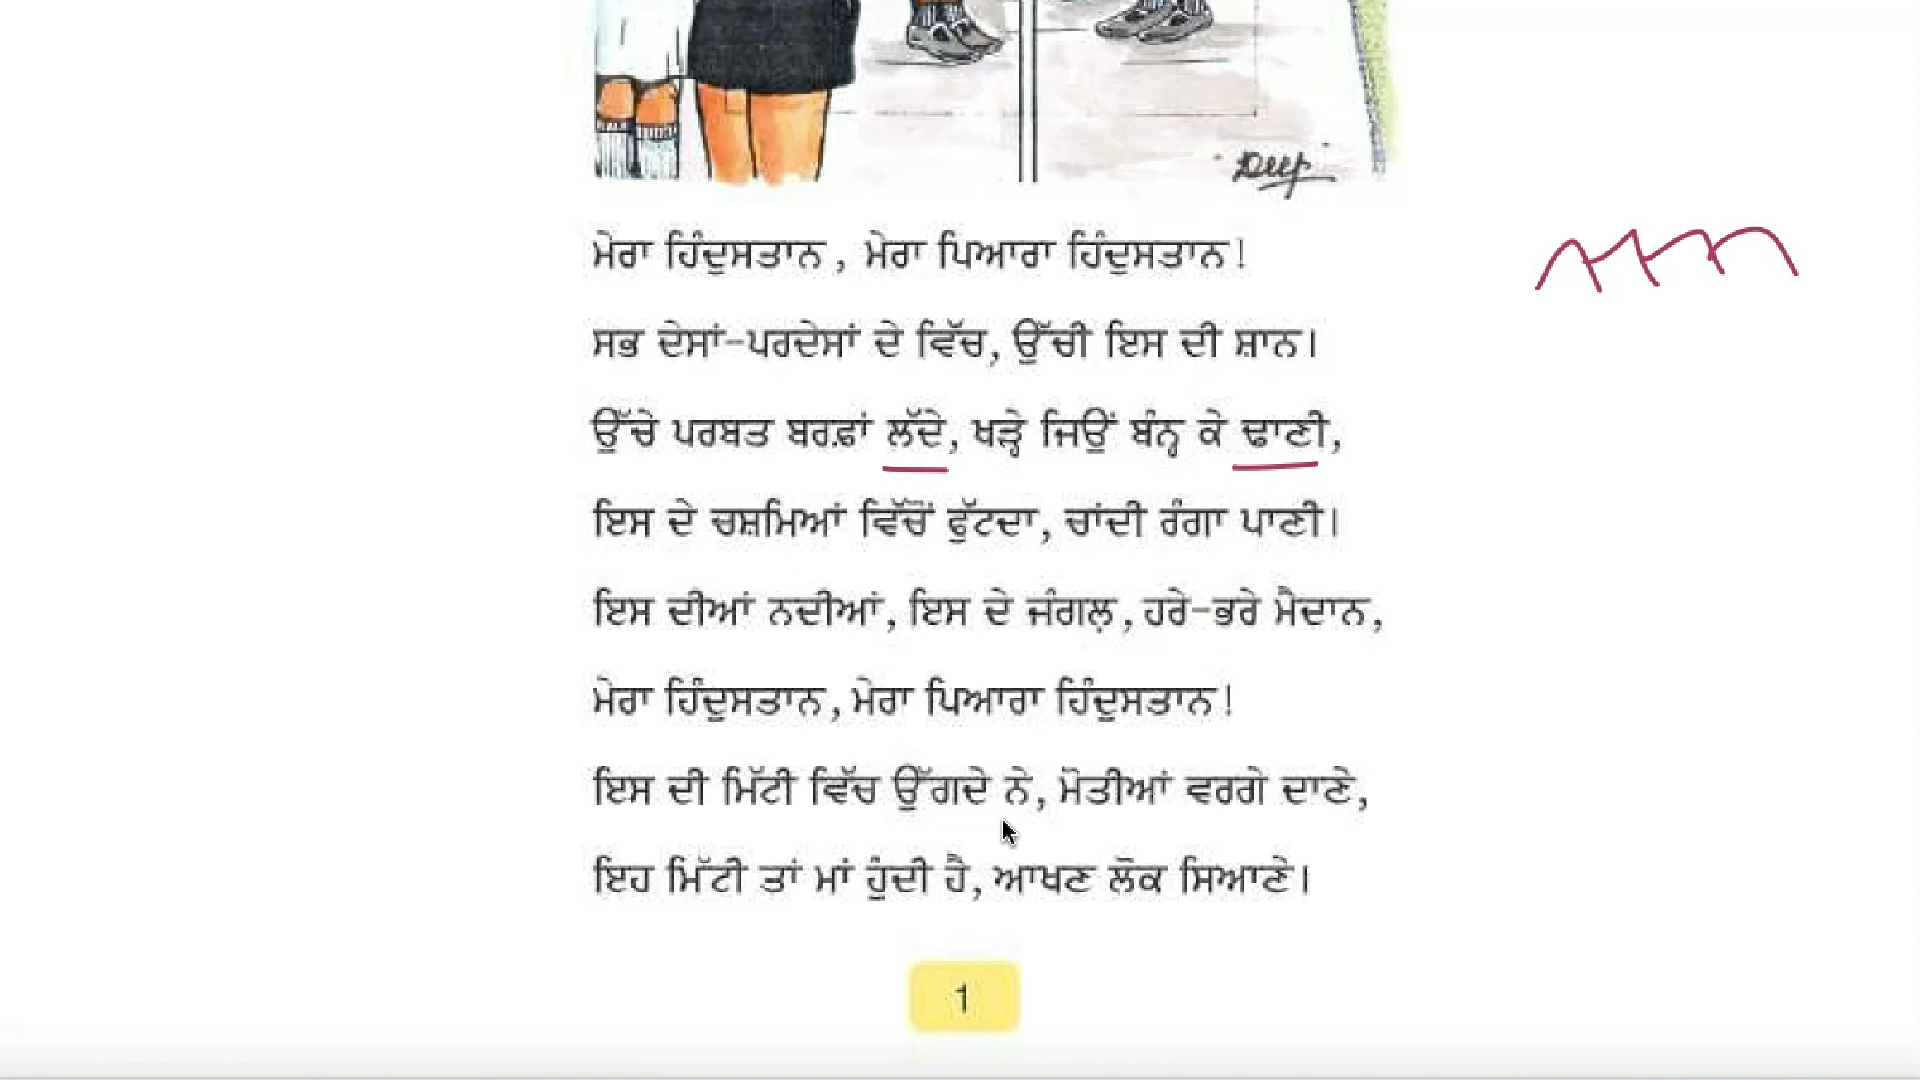 Deep
ਮੇਰਾ ਹਿੰਦੁਸਤਾਨ, ਮੇਰਾ ਪਿਆਰਾ ਹਿੰਦੁਸਤਾਨ!
ਸਭ ਦੇਸਾਂ-ਪਰਦੇਸਾਂ ਦੇ ਵਿੱਚ, ਉੱਚੀ ਇਸ ਦੀ ਸ਼ਾਨ।
ਉੱਚੇ ਪਰਬਤ ਬਰਫ਼ਾਂ ਲੱਦੇ, ਖੜ੍ਹੇ ਜਿਉਂ ਬੰਨ੍ਹ ਕੇ ਢਾਣੀ,
ਇਸ ਦੇ ਚਸ਼ਮਿਆਂ ਵਿੱਚੋਂ ਫੁੱਟਦਾ, ਚਾਂਦੀ ਰੰਗਾ ਪਾਣੀ।
ਇਸ ਦੀਆਂ ਨਦੀਆਂ, ਇਸ ਦੇ ਜੰਗਲ਼, ਹਰੇ-ਭਰੇ ਮੈਦਾਨ,
ਮੇਰਾ ਹਿੰਦੁਸਤਾਨ, ਮੇਰਾ ਪਿਆਰਾ ਹਿੰਦੁਸਤਾਨ!
ਇਸ ਦੀ ਮਿੱਟੀ ਵਿੱਚ ਉੱਗਦੇ ਨੇ, ਮੋਤੀਆਂ ਵਰਗੇ ਦਾਣੇ,
ਇਹ ਮਿੱਟੀ ਤਾਂ ਮਾਂ ਹੁੰਦੀ ਹੈ, ਆਖਣ ਲੋਕ ਸਿਆਣੇ।
1